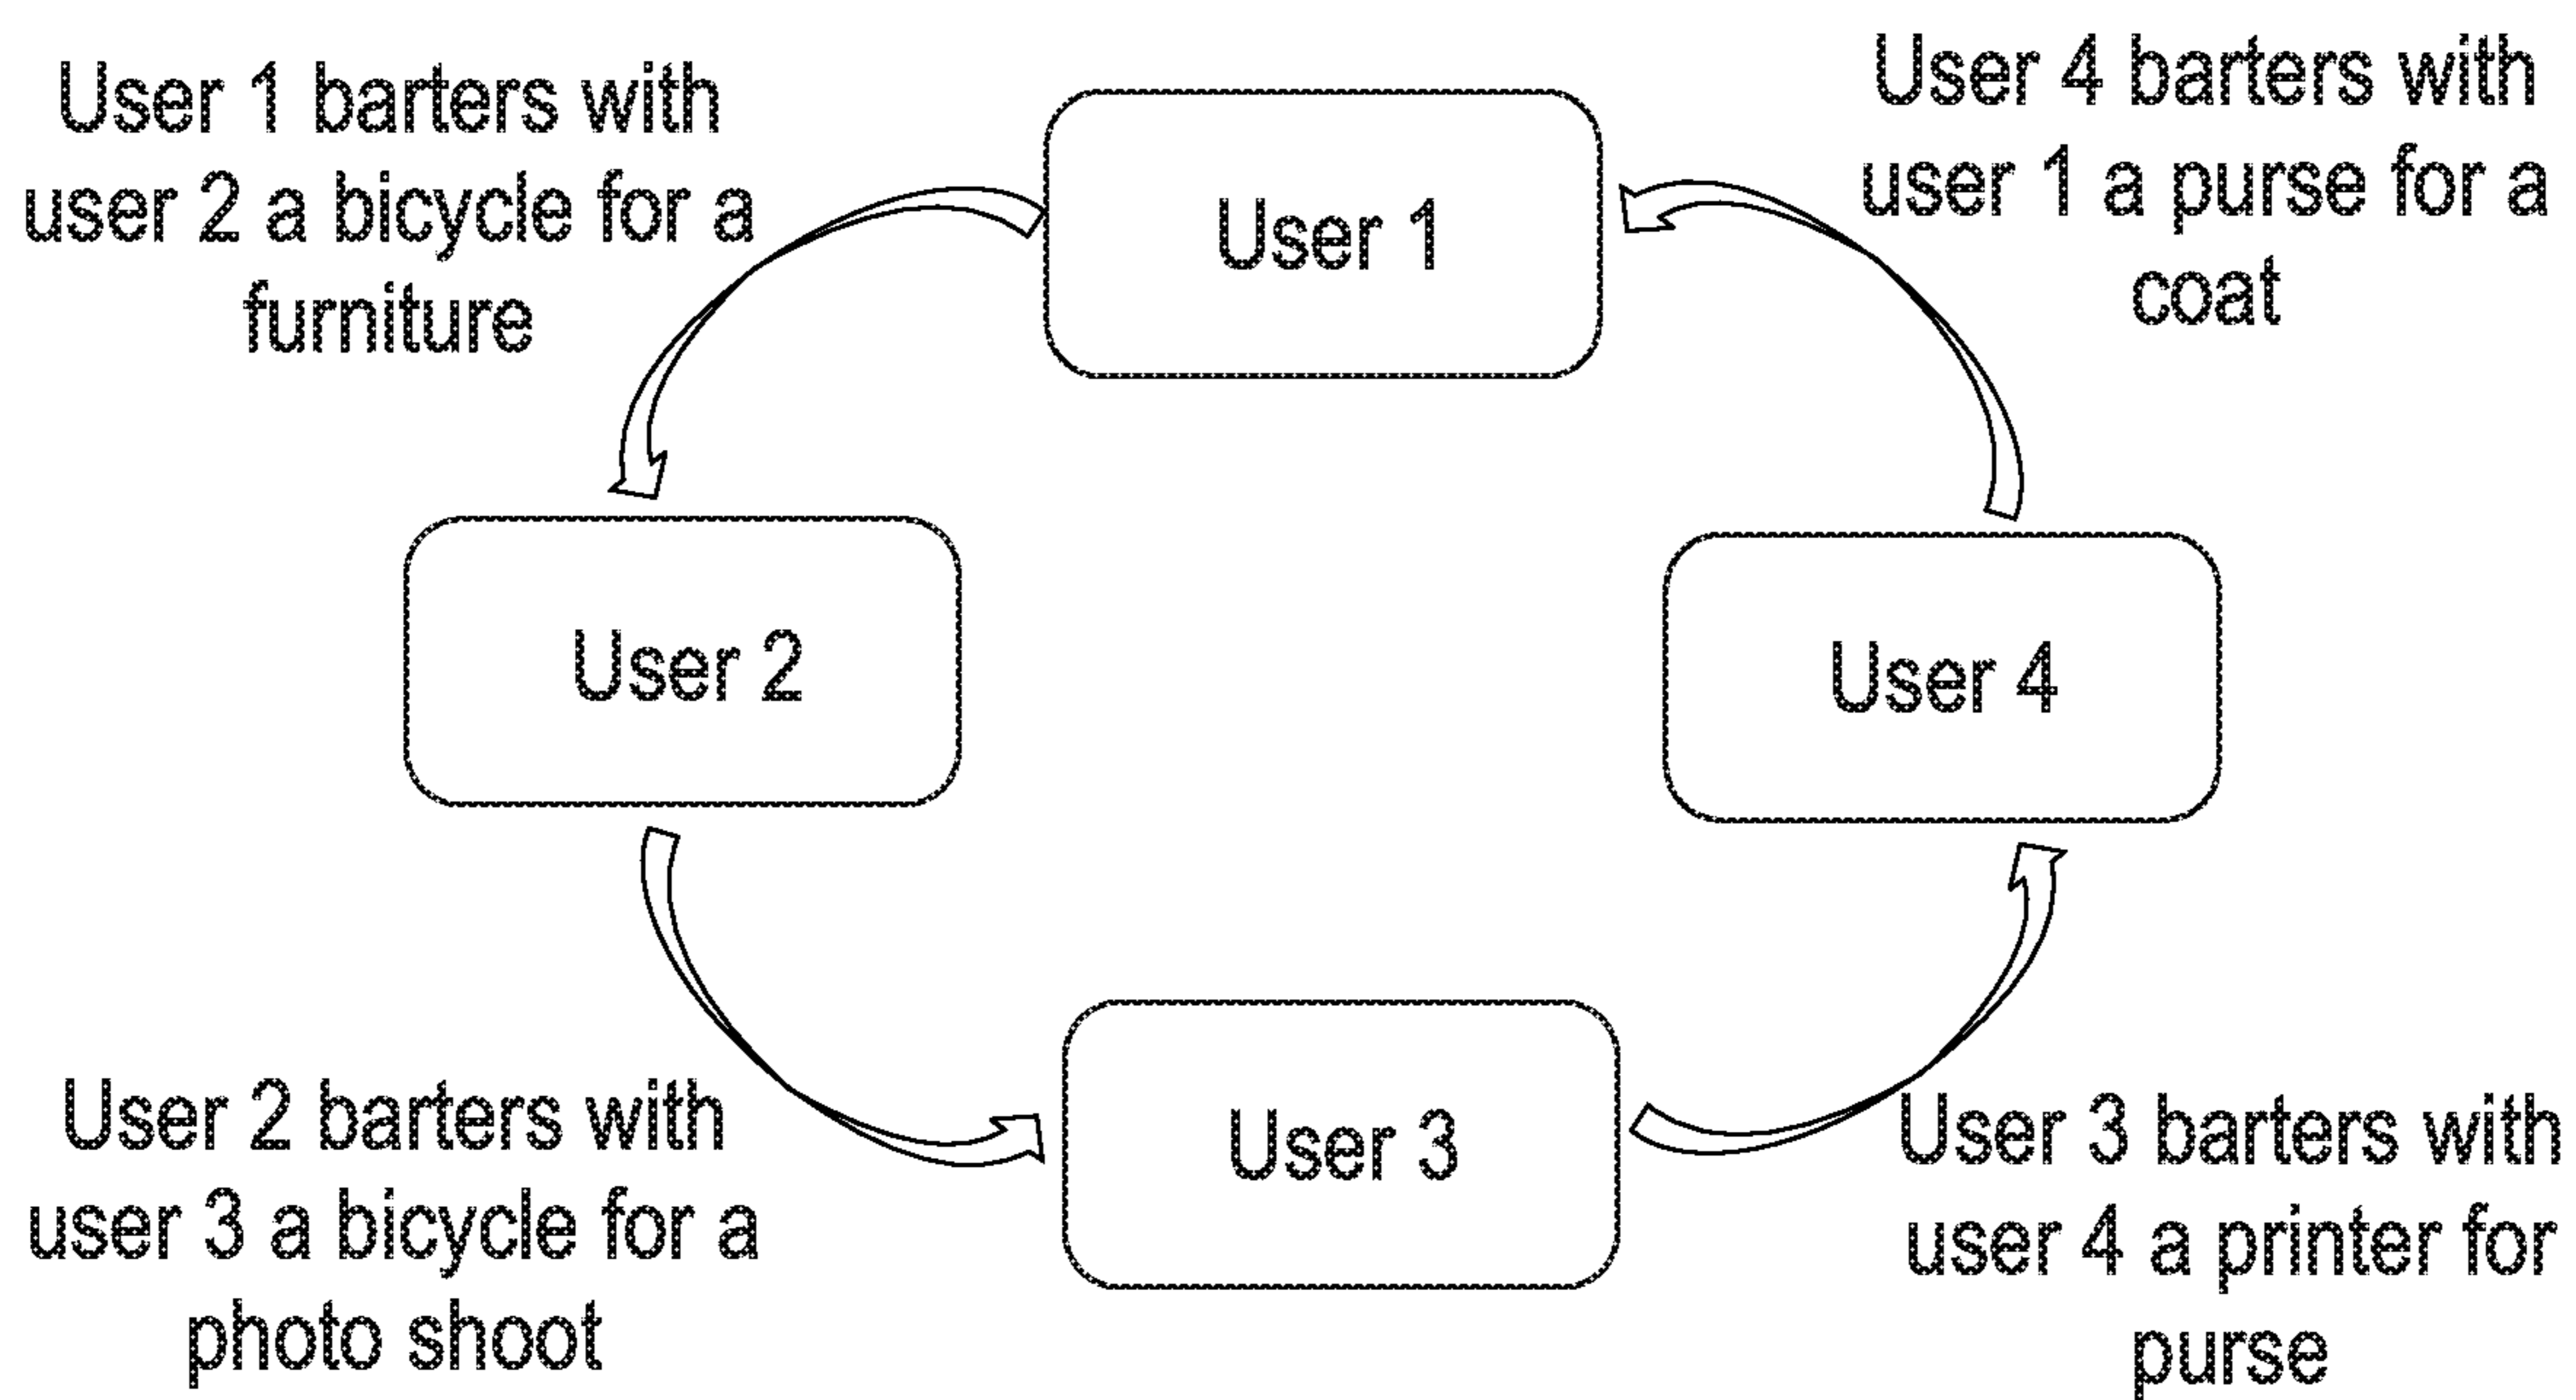 User 1 barters with
user 2 a bicycle for a
furniture
User 1
User 4 barters with
user 1 a purse for a
coat
User 2
User 4
User 2 barters with
user 3 a bicycle for a
photo shoot
User 3
User 3 barters with
user 4 a printer for
purse